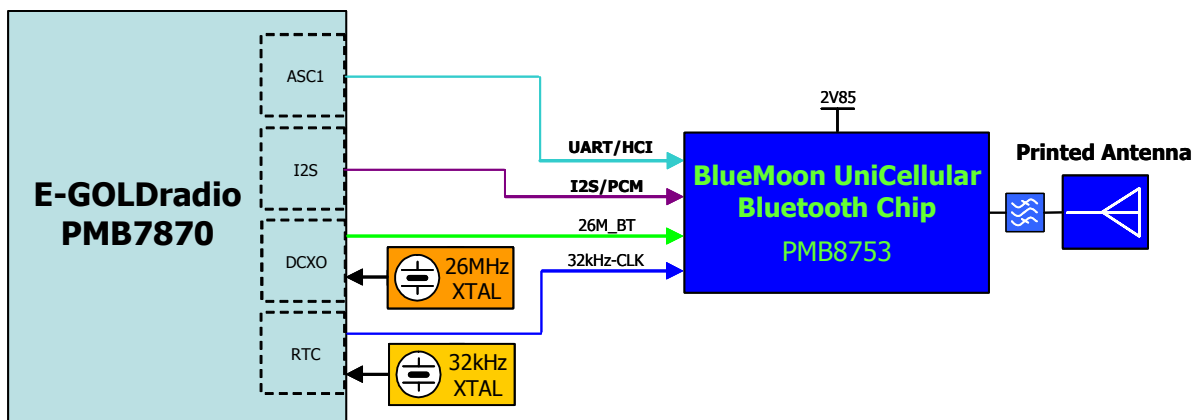 E-GOLDradio
PMB7870
ASC1
I2S
DCXO
RTC
26MHz
XTAL
32kHz
XTAL
UART/HCI
I2S/PCM
26M_BT
32kHz-CLK
2V85
BlueMoon UniCellular
Bluetooth Chip
PMB8753
Printed Antenna